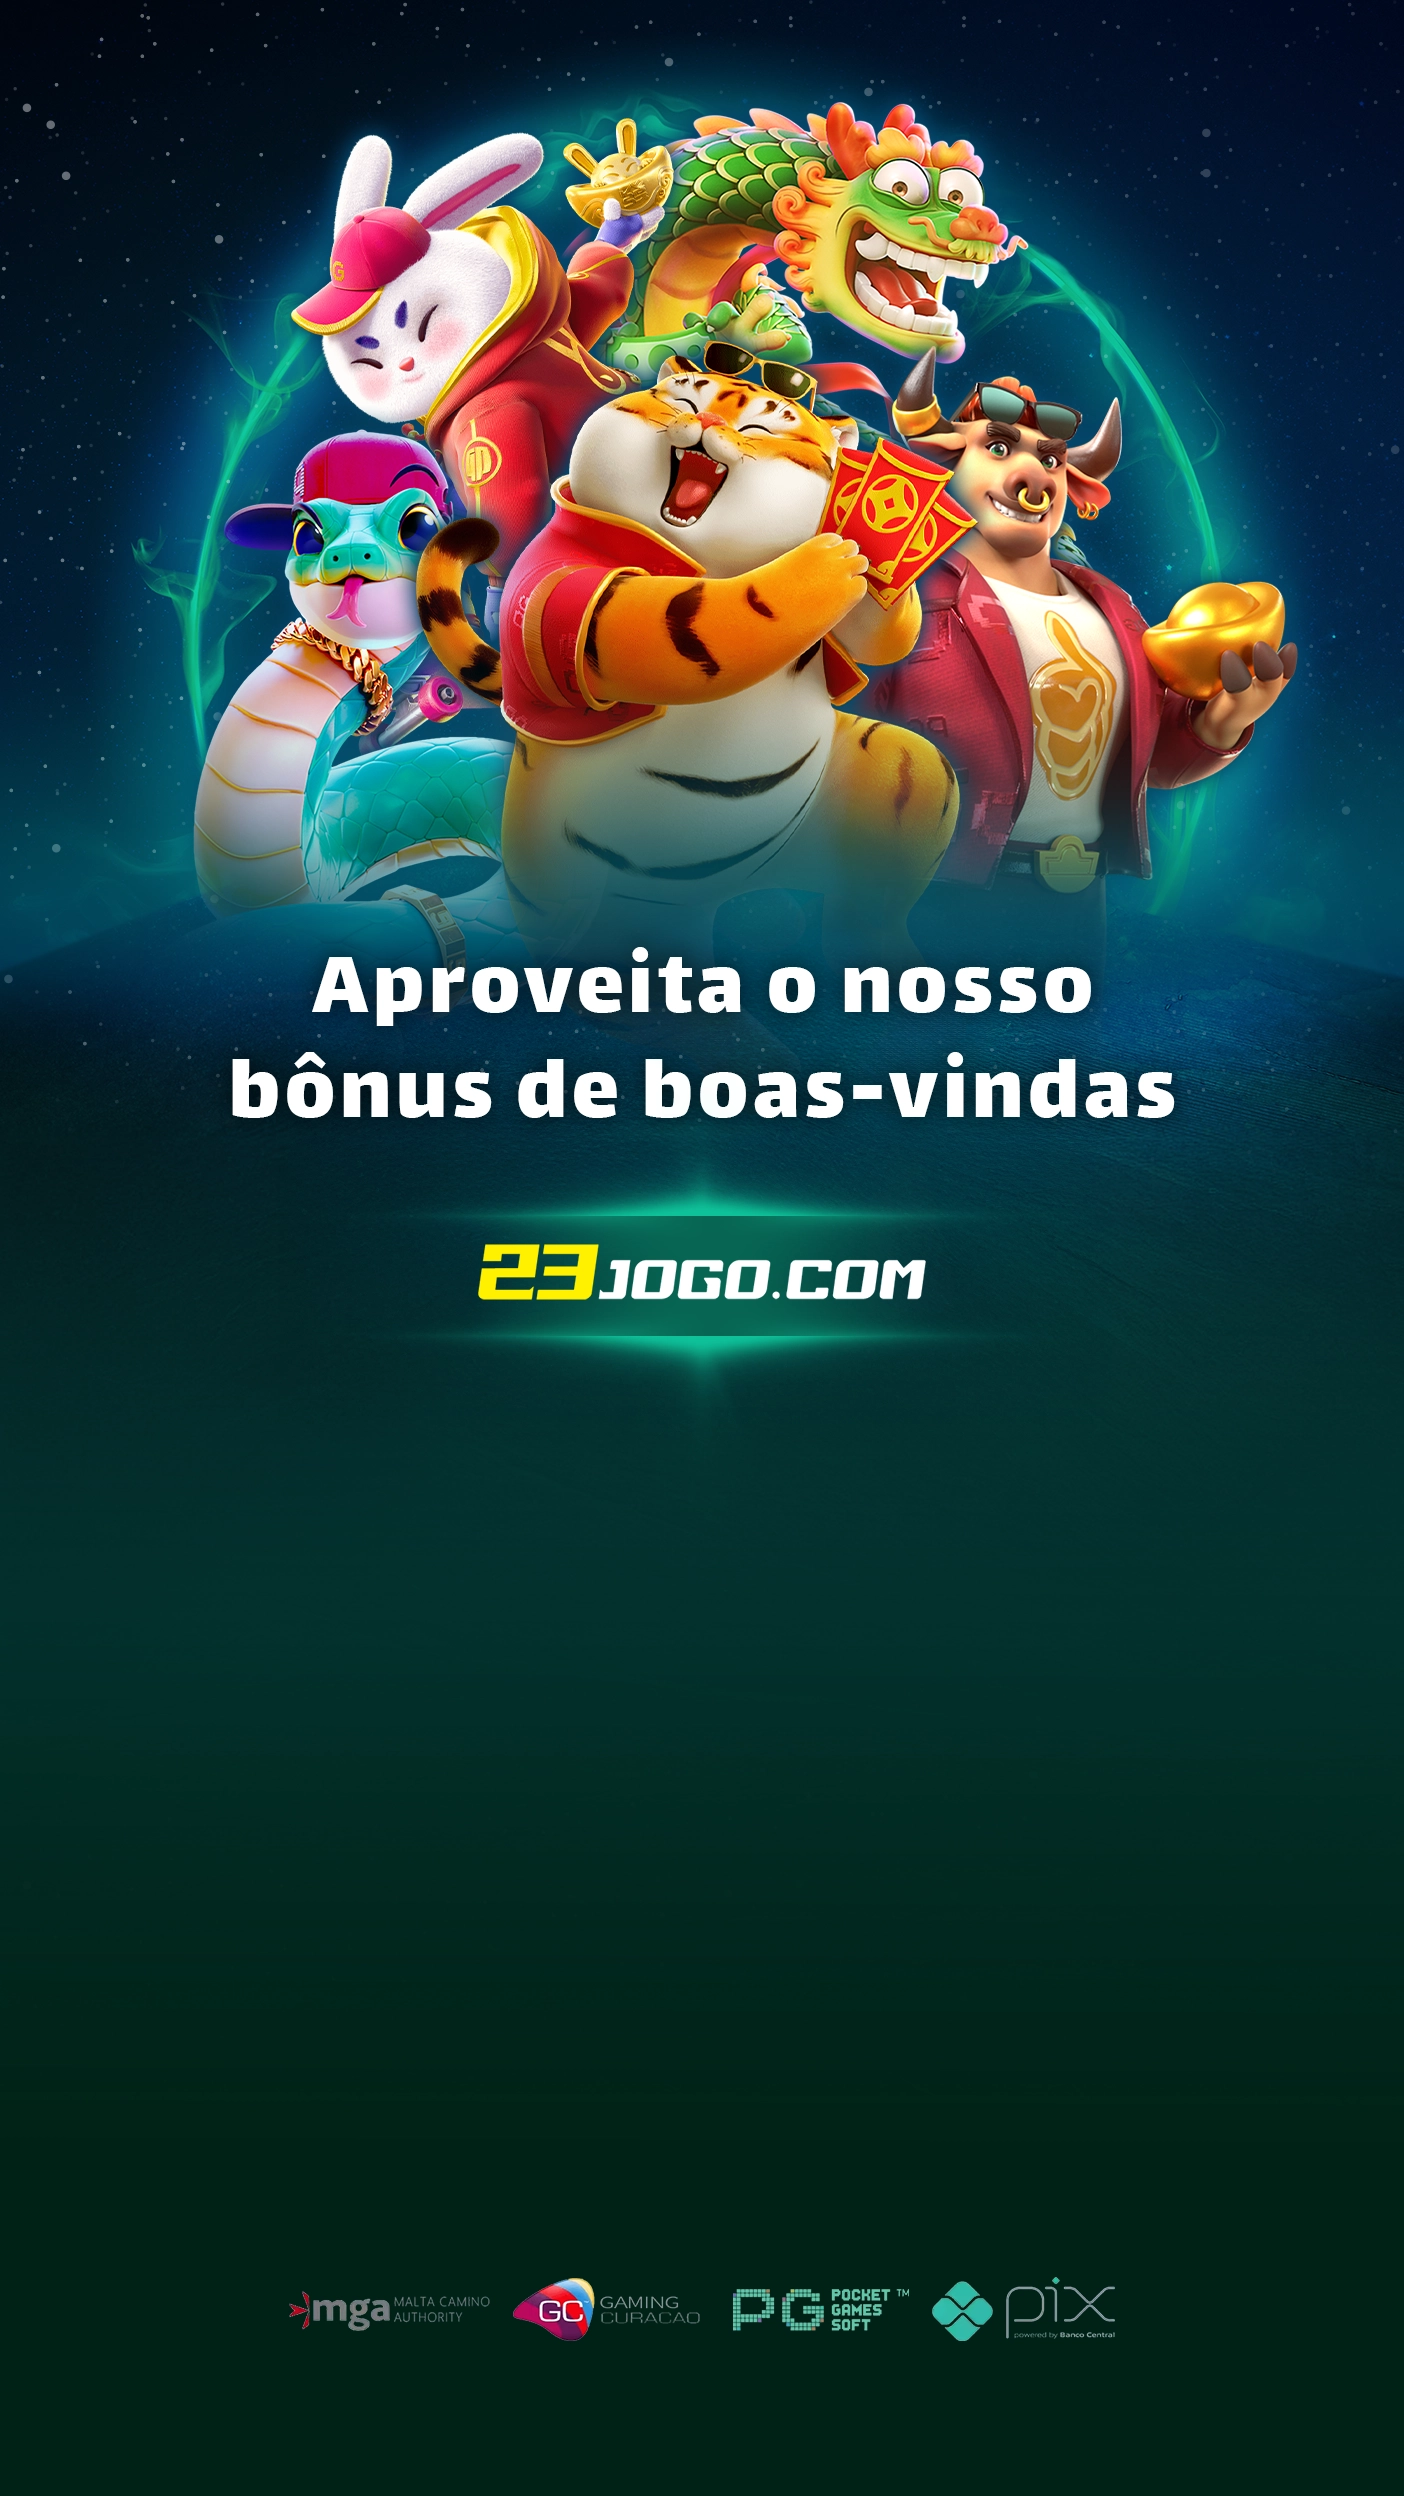 G
Aproveita o nosso
bônus de boas-vindas
23JOGO.COM
mga MALTA CAMINO AUTHORITY
GC GAMING CURACAO
PG POCKET GAMES SOFT ™
pix
powered by Banco Central